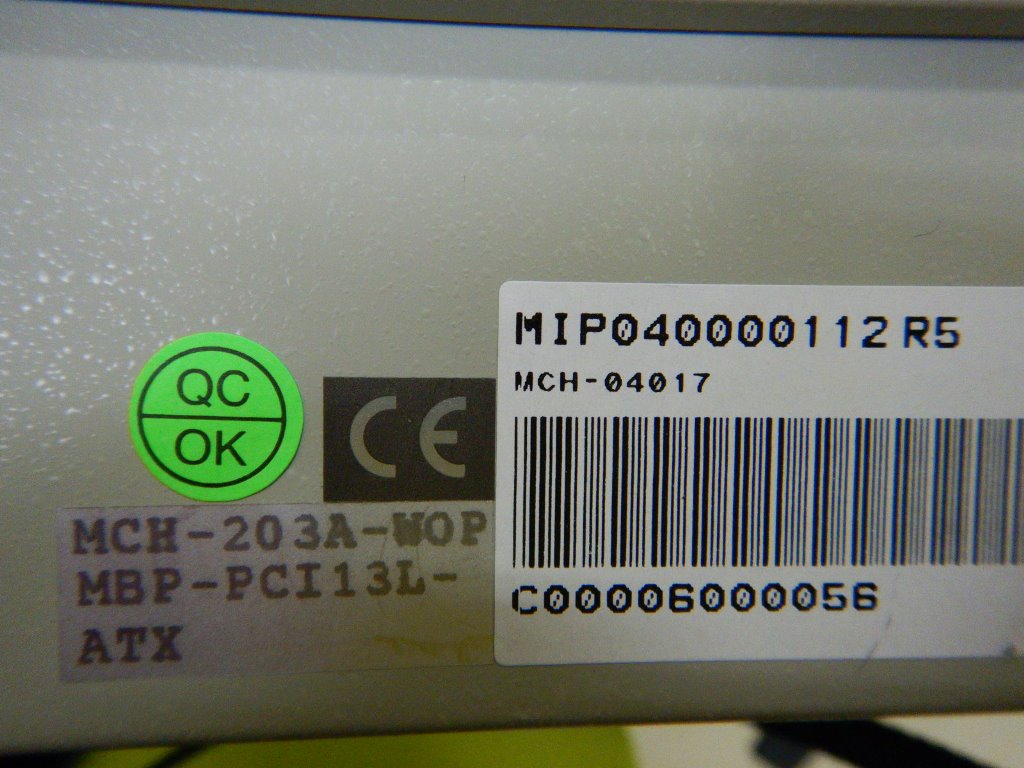 QC
OK
CE
MCH-203A-WOP
MBP-PCI13L-
ATX
MIP040000112 R5
MCH-04017
C00006000056